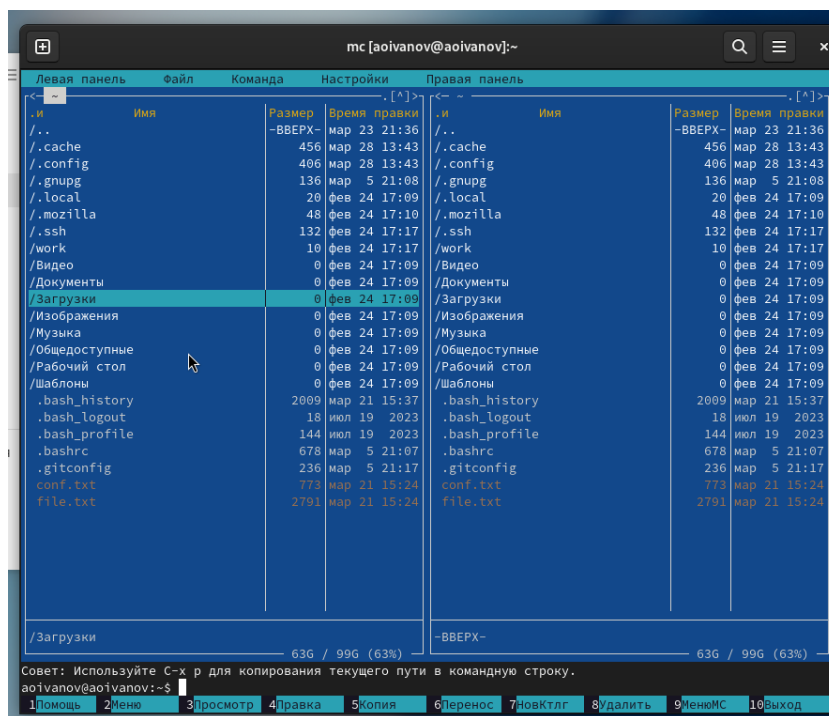 mc [aoivanov@aoivanov]:~
Левая панель Файл Команда Настройки Правая панель
<— ~ .[^]> <— ~ .[^]>
.и Имя Размер Время правки .и Имя Размер Время правки
/.. -ВВЕРХ- мар 23 21:36 /.. -ВВЕРХ- мар 23 21:36
/.cache 456 мар 28 13:43 /.cache 456 мар 28 13:43
/.config 406 мар 28 13:43 /.config 406 мар 28 13:43
/.gnupg 136 мар 5 21:08 /.gnupg 136 мар 5 21:08
/.local 20 фев 24 17:09 /.local 20 фев 24 17:09
/.mozilla 48 фев 24 17:10 /.mozilla 48 фев 24 17:10
/.ssh 132 фев 24 17:17 /.ssh 132 фев 24 17:17
/work 10 фев 24 17:17 /work 10 фев 24 17:17
/Видео 0 фев 24 17:09 /Видео 0 фев 24 17:09
/Документы 0 фев 24 17:09 /Документы 0 фев 24 17:09
/Загрузки 0 фев 24 17:09 /Загрузки 0 фев 24 17:09
/Изображения 0 фев 24 17:09 /Изображения 0 фев 24 17:09
/Музыка 0 фев 24 17:09 /Музыка 0 фев 24 17:09
/Общедоступные 0 фев 24 17:09 /Общедоступные 0 фев 24 17:09
/Рабочий стол 0 фев 24 17:09 /Рабочий стол 0 фев 24 17:09
/Шаблоны 0 фев 24 17:09 /Шаблоны 0 фев 24 17:09
.bash_history 2009 мар 21 15:37 .bash_history 2009 мар 21 15:37
.bash_logout 18 июл 19 2023 .bash_logout 18 июл 19 2023
.bash_profile 144 июл 19 2023 .bash_profile 144 июл 19 2023
.bashrc 678 мар 5 21:07 .bashrc 678 мар 5 21:07
.gitconfig 236 мар 5 21:17 .gitconfig 236 мар 5 21:17
conf.txt 773 мар 21 15:24 conf.txt 773 мар 21 15:24
file.txt 2791 мар 21 15:24 file.txt 2791 мар 21 15:24
/Загрузки -ВВЕРХ-
63G / 99G (63%) 63G / 99G (63%)
Совет: Используйте C-x p для копирования текущего пути в командную строку.
aoivanov@aoivanov:~$
1Помощь 2Меню 3Просмотр 4Правка 5Копия 6Перенос 7НовКтлг 8Удалить 9МенюМС 10Выход